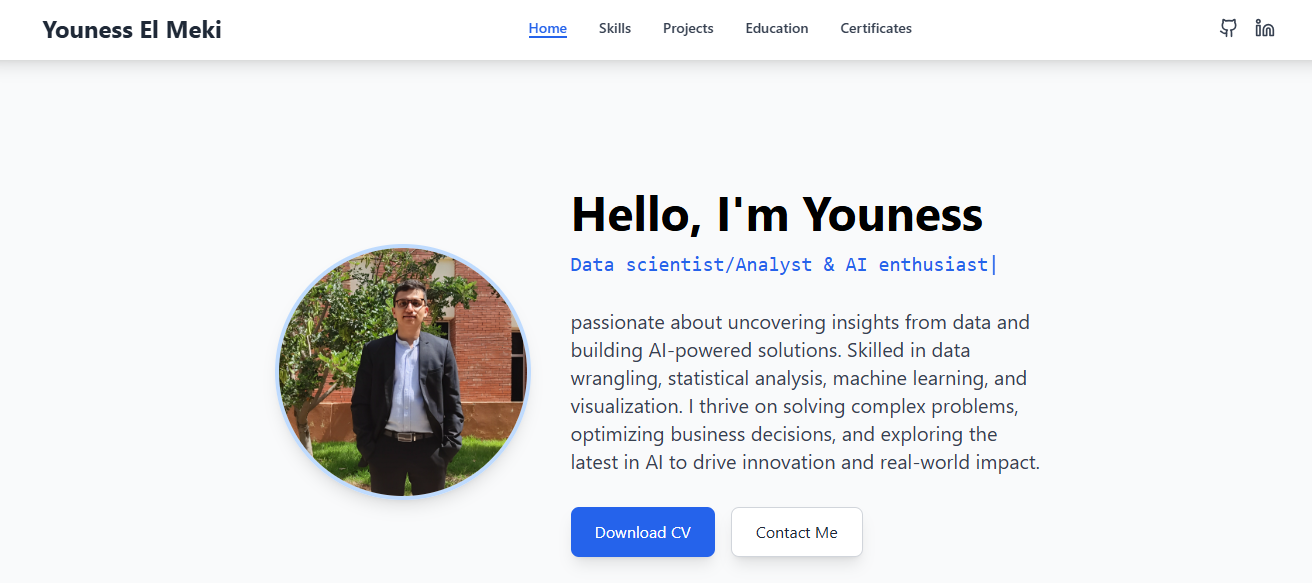 Youness El Meki
Home
Skills
Projects
Education
Certificates
Hello, I'm Youness
Data scientist/Analyst & AI enthusiast|
passionate about uncovering insights from data and
building AI-powered solutions. Skilled in data
wrangling, statistical analysis, machine learning, and
visualization. I thrive on solving complex problems,
optimizing business decisions, and exploring the
latest in AI to drive innovation and real-world impact.
Download CV
Contact Me